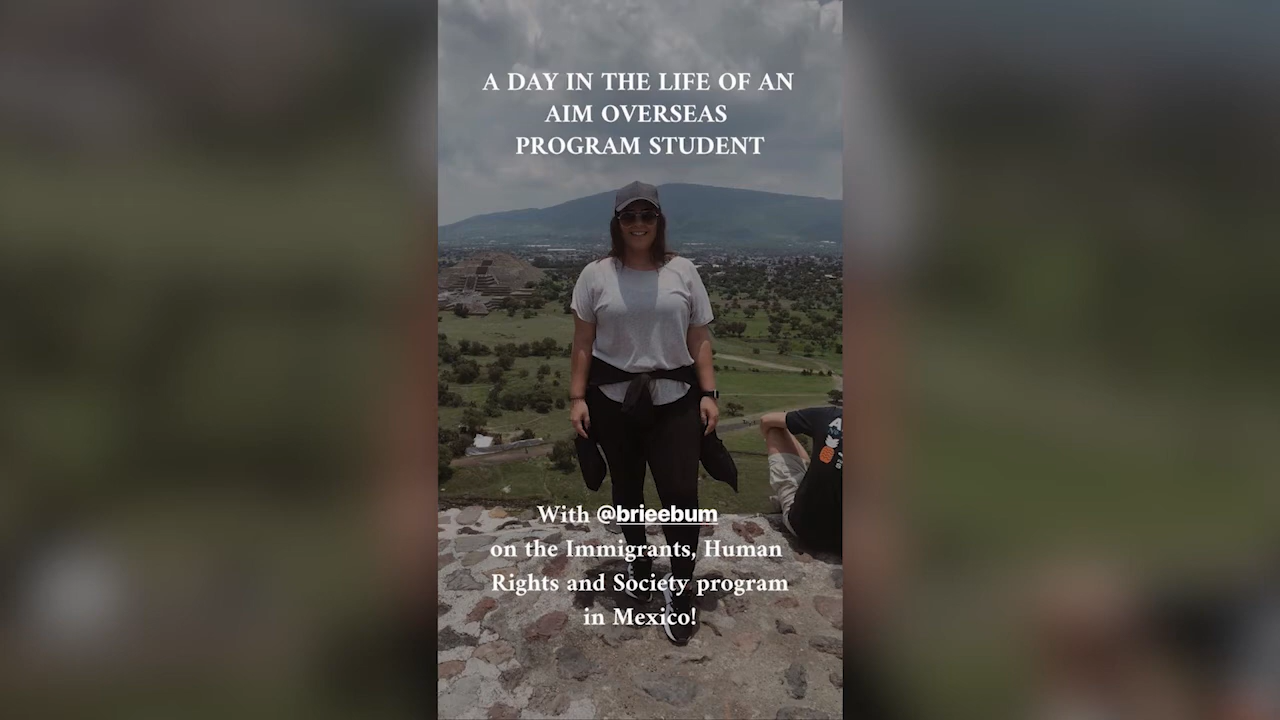 A DAY IN THE LIFE OF AN
AIM OVERSEAS
PROGRAM STUDENT
With @brieebum
on the Immigrants, Human
Rights and Society program
in Mexico!